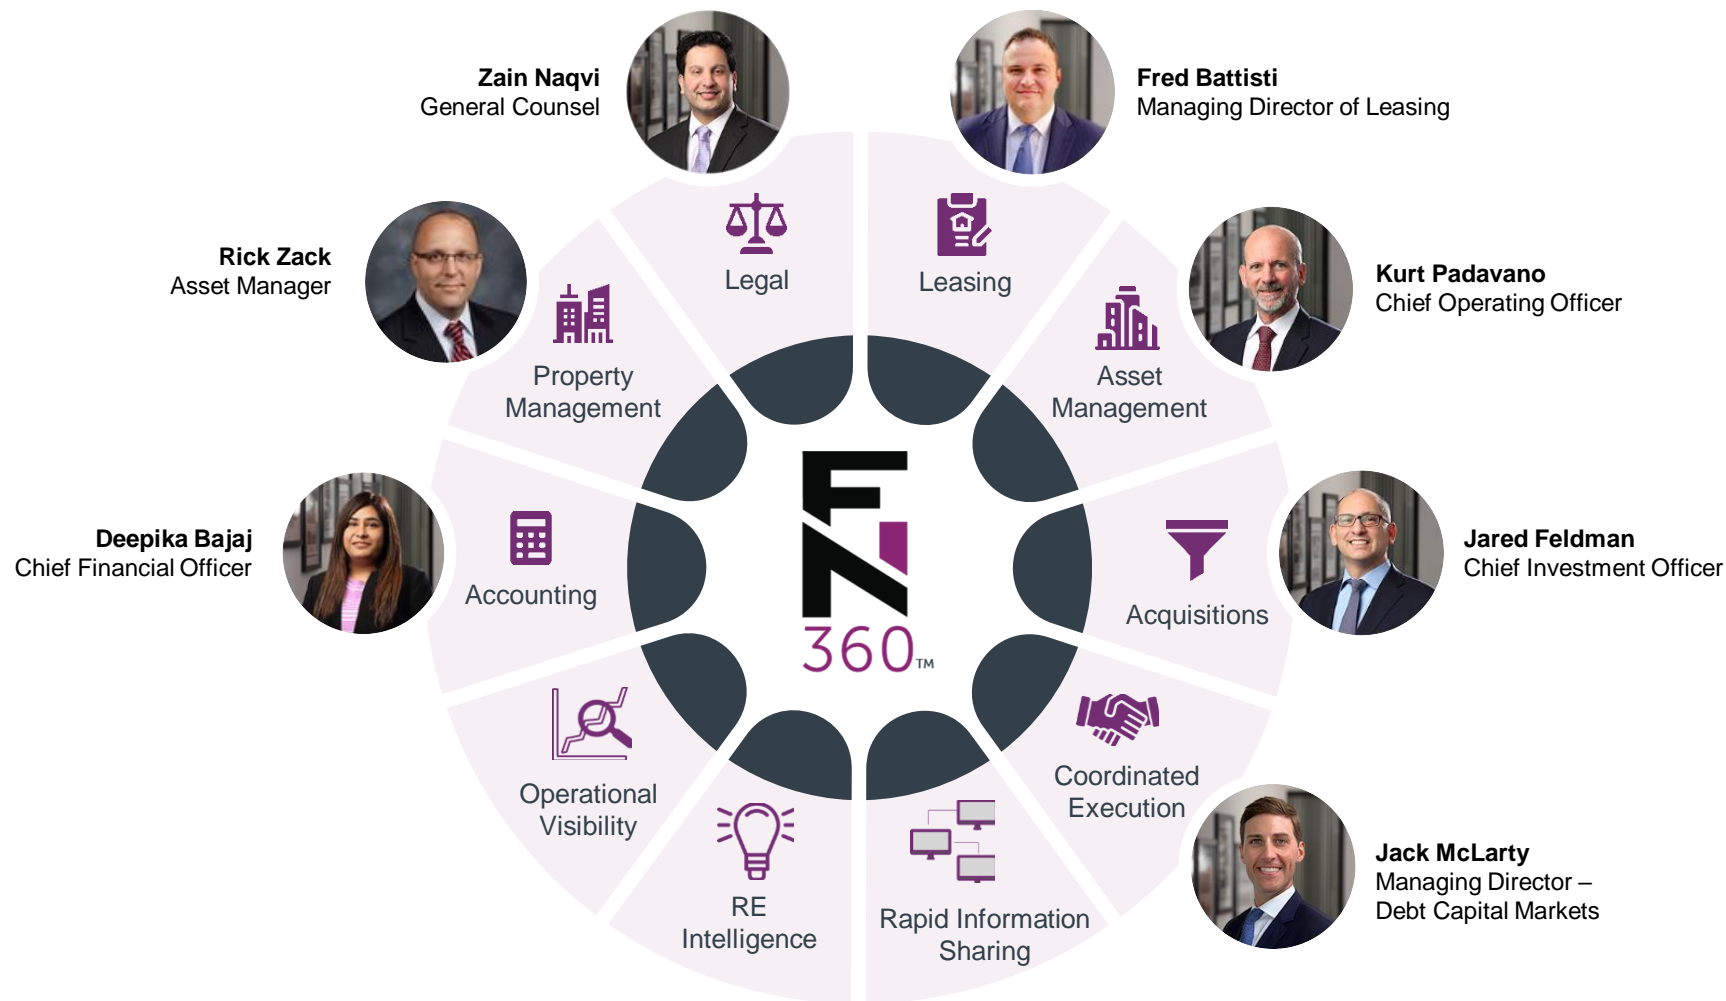 Zain Naqvi
General Counsel
Fred Battisti
Managing Director of Leasing
Rick Zack
Asset Manager
Kurt Padavano
Chief Operating Officer
Legal
Leasing
Property
Management
Asset
Management
Deepika Bajaj
Chief Financial Officer
Accounting
FN
360™
Acquisitions
Jared Feldman
Chief Investment Officer
Operational
Visibility
RE
Intelligence
Rapid Information
Sharing
Coordinated
Execution
Jack McLarty
Managing Director –
Debt Capital Markets